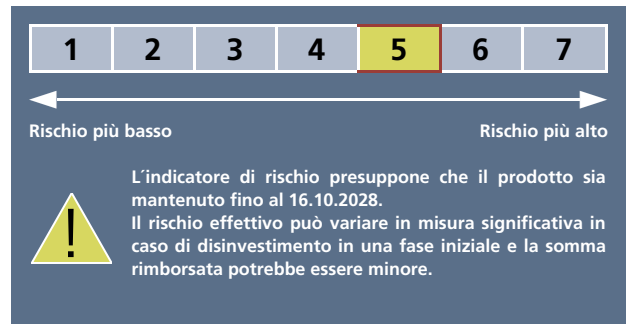 1 2 3 4 5 6 7
Rischio più basso Rischio più alto
L´indicatore di rischio presuppone che il prodotto sia
mantenuto fino al 16.10.2028.
Il rischio effettivo può variare in misura significativa in
caso di disinvestimento in una fase iniziale e la somma
rimborsata potrebbe essere minore.
!